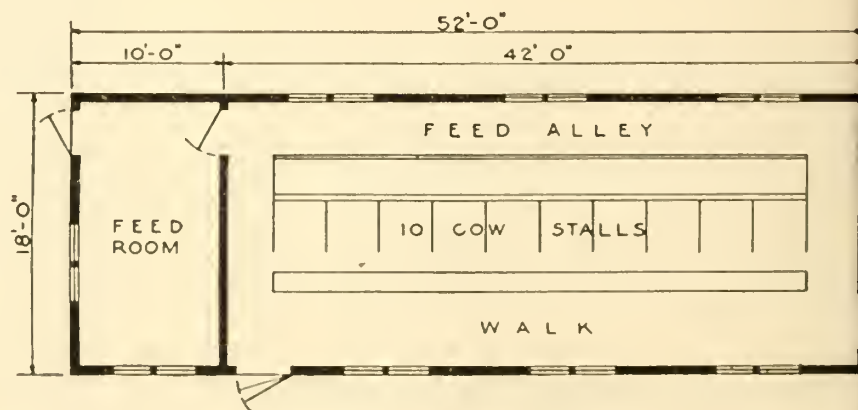 52'-0"
10'-0"
42'-0"
FEED ALLEY
18'-0"
FEED
ROOM
10 COW STALLS
WALK